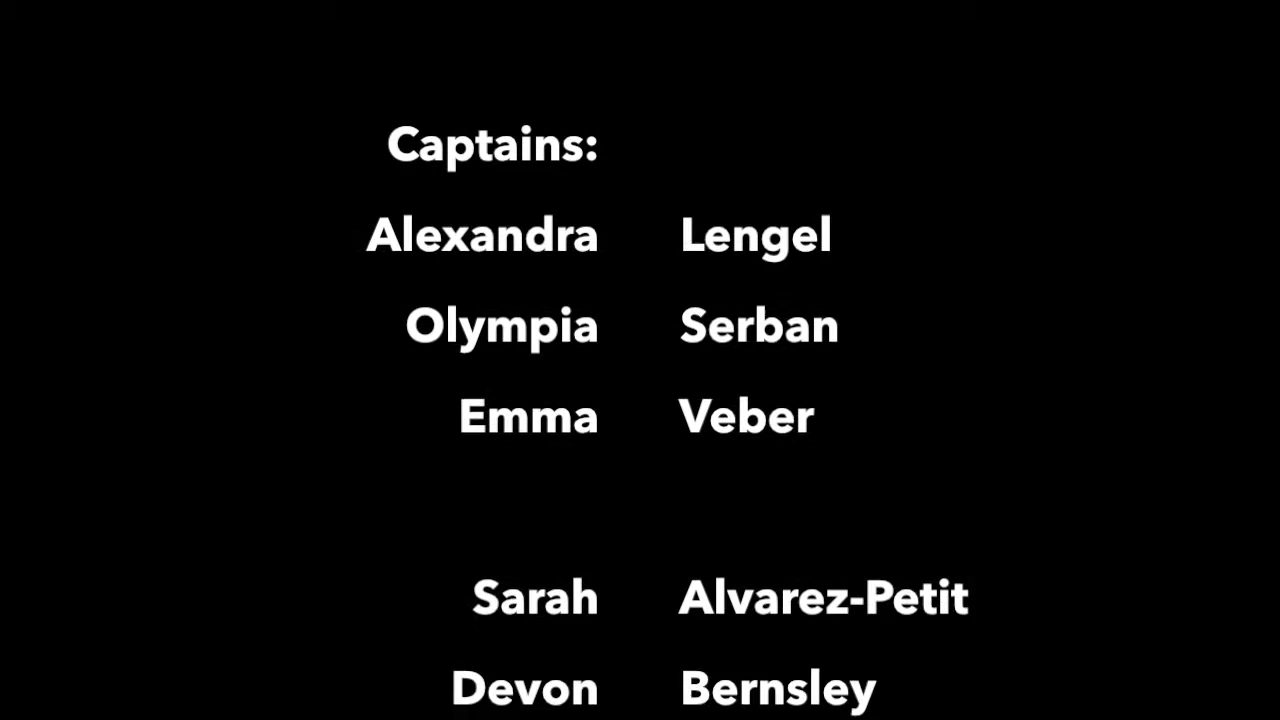 Captains:
Alexandra Lengel
Olympia Serban
Emma Veber
Sarah Alvarez-Petit
Devon Bernsley